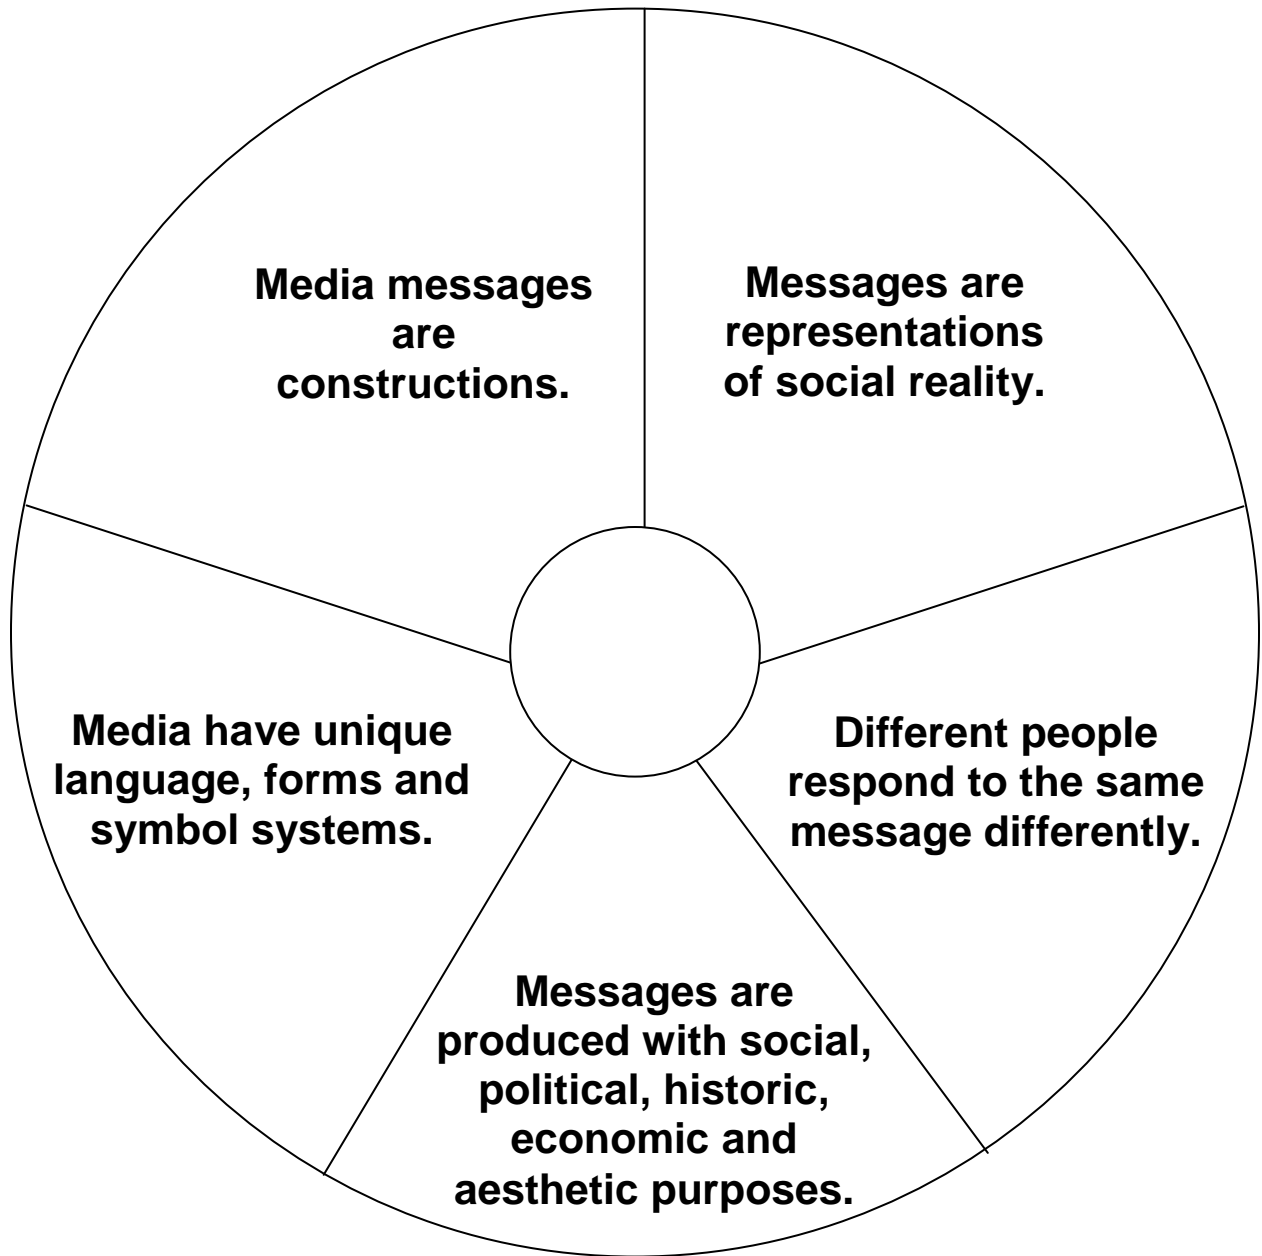 Media messages
are
constructions.
Messages are
representations
of social reality.
Media have unique
language, forms and
symbol systems.
Different people
respond to the same
message differently.
Messages are
produced with social,
political, historic,
economic and
aesthetic purposes.